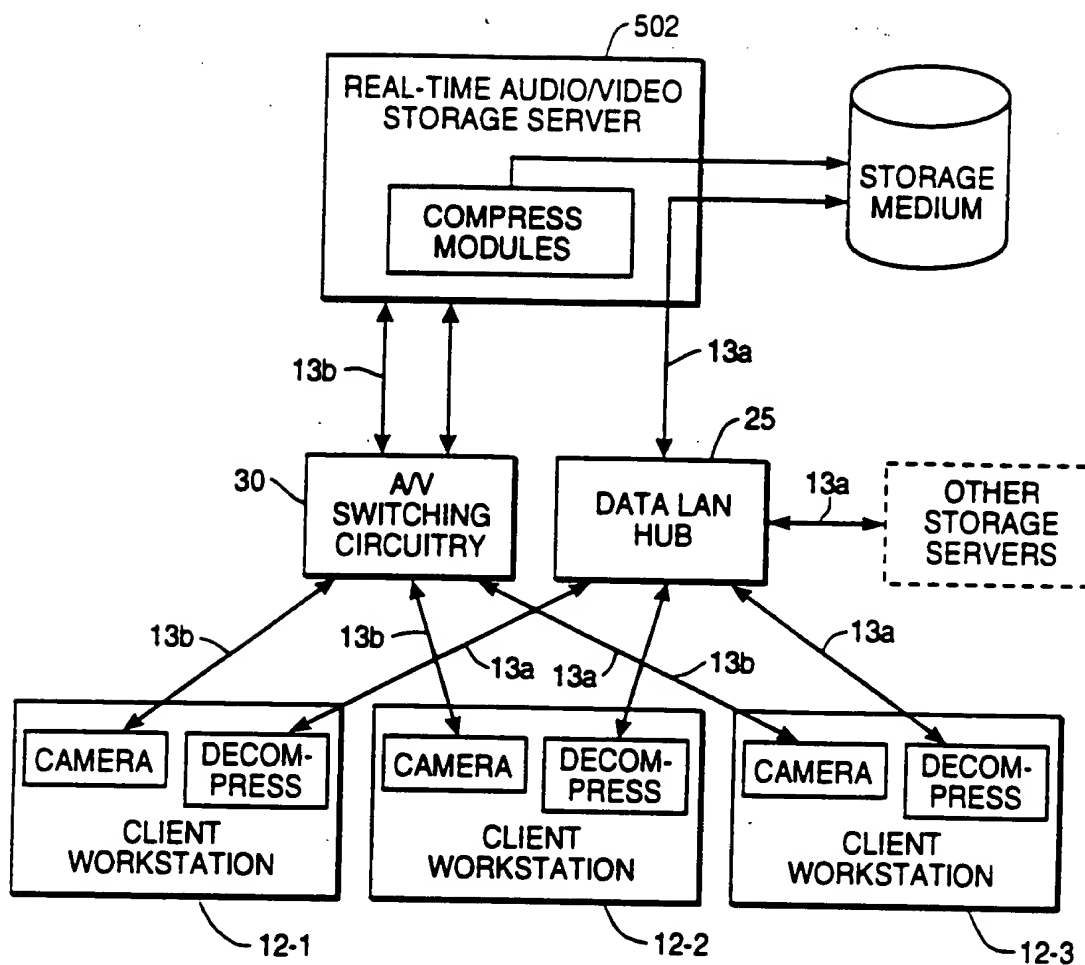 502
REAL-TIME AUDIO/VIDEO
STORAGE SERVER
COMPRESS
MODULES
STORAGE
MEDIUM
13b
13a
25
30
A/V
SWITCHING
CIRCUITRY
DATA LAN
HUB
13a
OTHER
STORAGE
SERVERS
13b
13b
13a
13a
13b
13a
CAMERA
DECOM-
PRESS
CLIENT
WORKSTATION
CAMERA
DECOM-
PRESS
CLIENT
WORKSTATION
CAMERA
DECOM-
PRESS
CLIENT
WORKSTATION
12-1
12-2
12-3